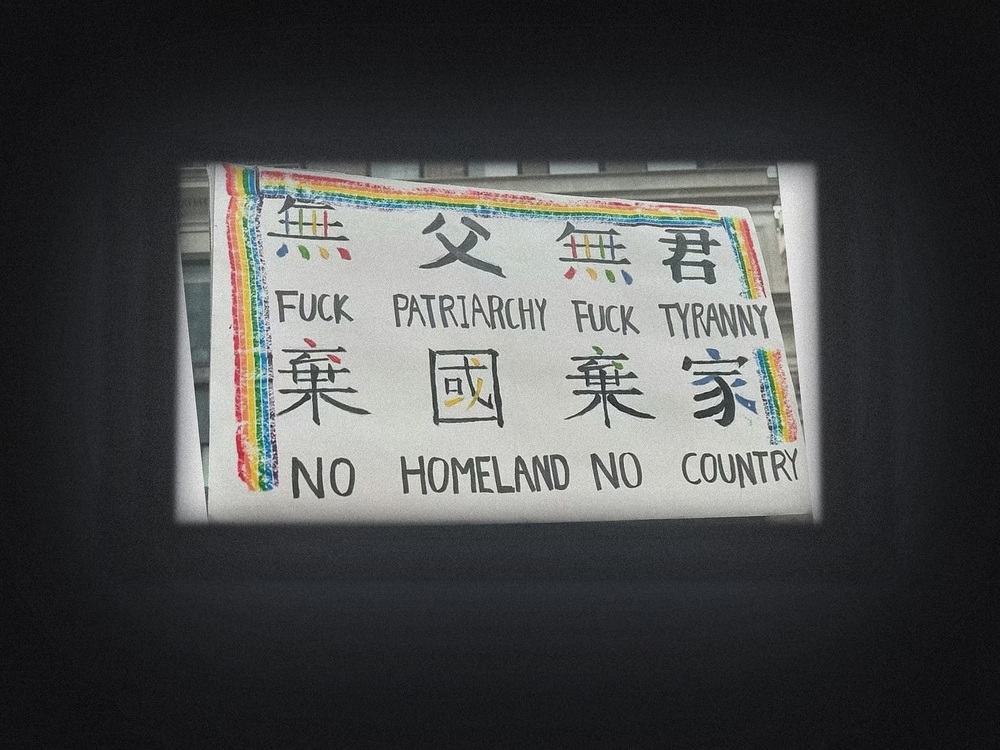 無 父 無 君
FUCK PATRIARCHY FUCK TYRANNY
棄 國 棄 家
NO HOMELAND NO COUNTRY